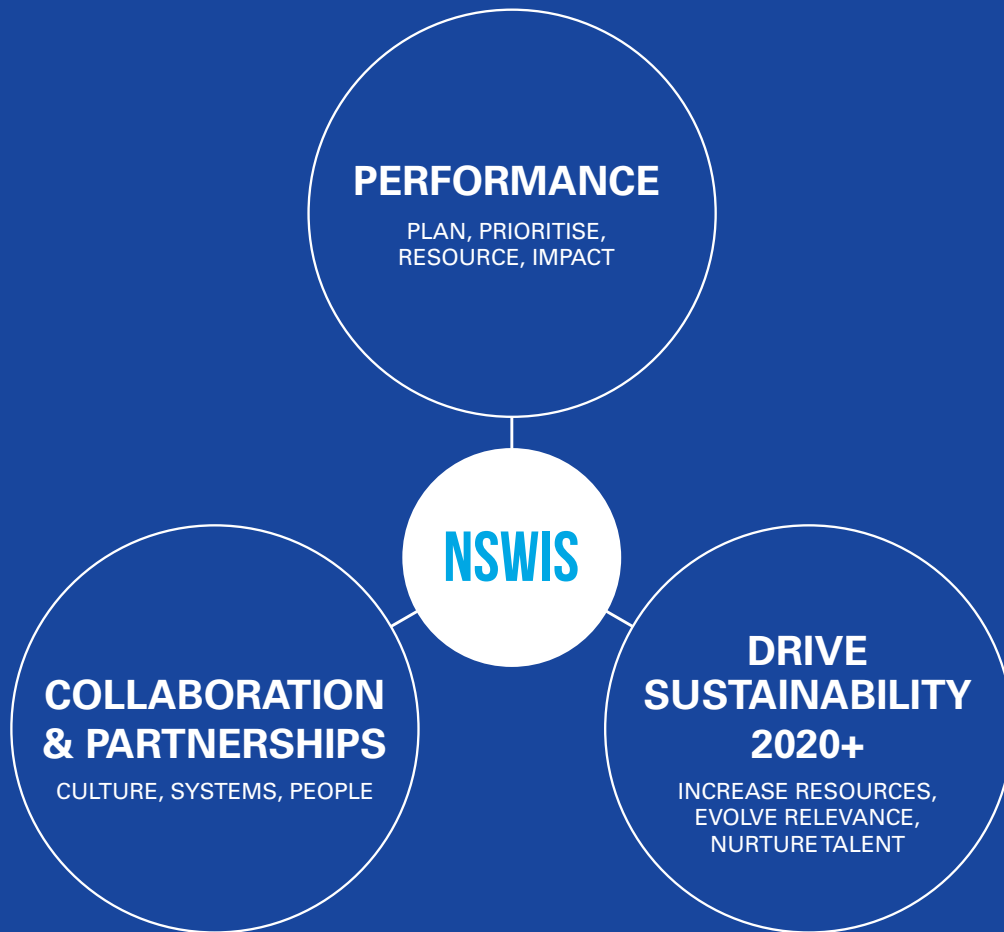 PERFORMANCE
PLAN, PRIORITISE,
RESOURCE, IMPACT
NSWIS
COLLABORATION
& PARTNERSHIPS
CULTURE, SYSTEMS, PEOPLE
DRIVE
SUSTAINABILITY
2020+
INCREASE RESOURCES,
EVOLVE RELEVANCE,
NURTURE TALENT